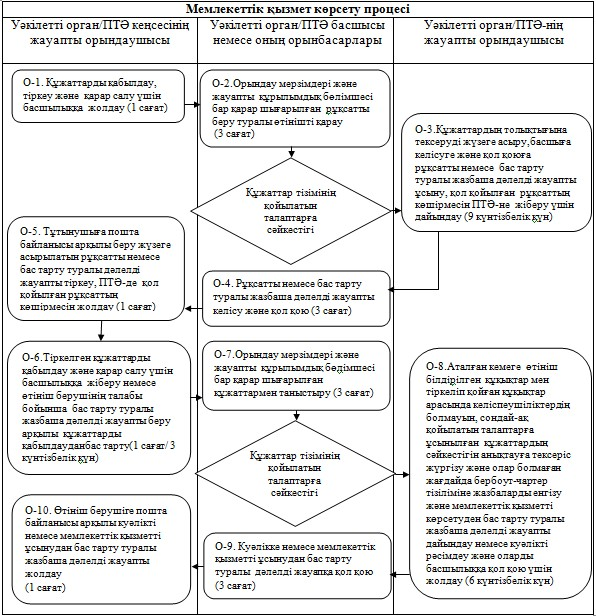 Мемлекеттік қызмет көрсету процесі
Уәкілетті орган/ПТӘ кеңсесінің
жауапты орындаушысы
Уәкілетті орган/ПТӘ басшысы
немесе оның орынбасарлары
Уәкілетті орган/ПТӘ-нің
жауапты орындаушысы
О-1. Құжаттарды қабылдау,
тіркеу және қарар салу үшін
басшылыққа жолдау (1 сағат)
О-2.Орындау мерзімдері және
жауапты құрылымдық бөлімшесі
бар қарар шығарылған рұқсатты
беру туралы өтінішті қарау
(3 сағат)
О-3.Құжаттардың толықтығына
тексеруді жүзеге асыру,басшыға
келісуге және қол қоюға
рұқсатты немесе бас тарту
туралы жазбаша дәлелді жауапты
ұсыну, қол қойылған рұқсаттың
көшірмесін ПТӘ-не жіберу үшін
дайындау (9 күнтізбелік күн)
Құжаттар тізімінің
қойылатын
талаптарға
сәйкестігі
О-5. Тұтынушыға пошта
байланысы арқылы беру жүзеге
асырылатын рұқсатты немесе
бас тарту туралы дәлелді
жауапты тіркеу, ПТӘ-де қол
қойылған рұқсаттың
көшірмесін жолдау (1 сағат)
О-4. Рұқсатты немесе бас тарту
туралы жазбаша дәлелді жауапты
келісу және қол қою (3 сағат)
О-6.Тіркелген құжаттарды
қабылдау және қарар салу үшін
басшылыққа жіберу немесе
өтініш берушінің талабы
бойынша бас тарту туралы
жазбаша дәлелді жауапты беру
арқылы құжаттарды
қабылдауданбас тарту(1 сағат/ 3
күнтізбелік күн)
О-7.Орындау мерзімдері және
жауапты құрылымдық бөлімшесі
бар қарар шығарылған
құжаттармен таныстыру (3 сағат)
О-8.Аталған кемеге өтініш
білдірілген құқықтар мен
тіркеліп қойған құқықтар
арасында келіспеушіліктердің
болмауын, сондай-ақ
қойылатын талаптарға
ұсынылған құжаттардың
сәйкестігін анықтауға тексеріс
жүргізу және олар болмаған
жағдайда бербоут-чартер
тізіліміне жазбаларды енгізу
және мемлекеттік қызметті
көрсетуден бас тарту туралы
жазбаша дәлелді жауапты
дайындау немесе куәлікті
рәсімдеу және оларды
басшылыққа қол қою үшін
жолдау (6 күнтізбелік күн)
Құжаттар тізімінің
қойылатын
талаптарға
сәйкестігі
О-10. Өтініш берушіге пошта
байланысы арқылы куәлікті
немесе мемлекеттік қызметті
ұсынудан бас тарту туралы
жазбаша дәлелді жауапты
жолдау
(1 сағат)
О-9. Куәлікке немесе мемлекеттік
қызметті ұсынудан бас тарту
туралы дәлелді жауапқа қол қою
(3 сағат)